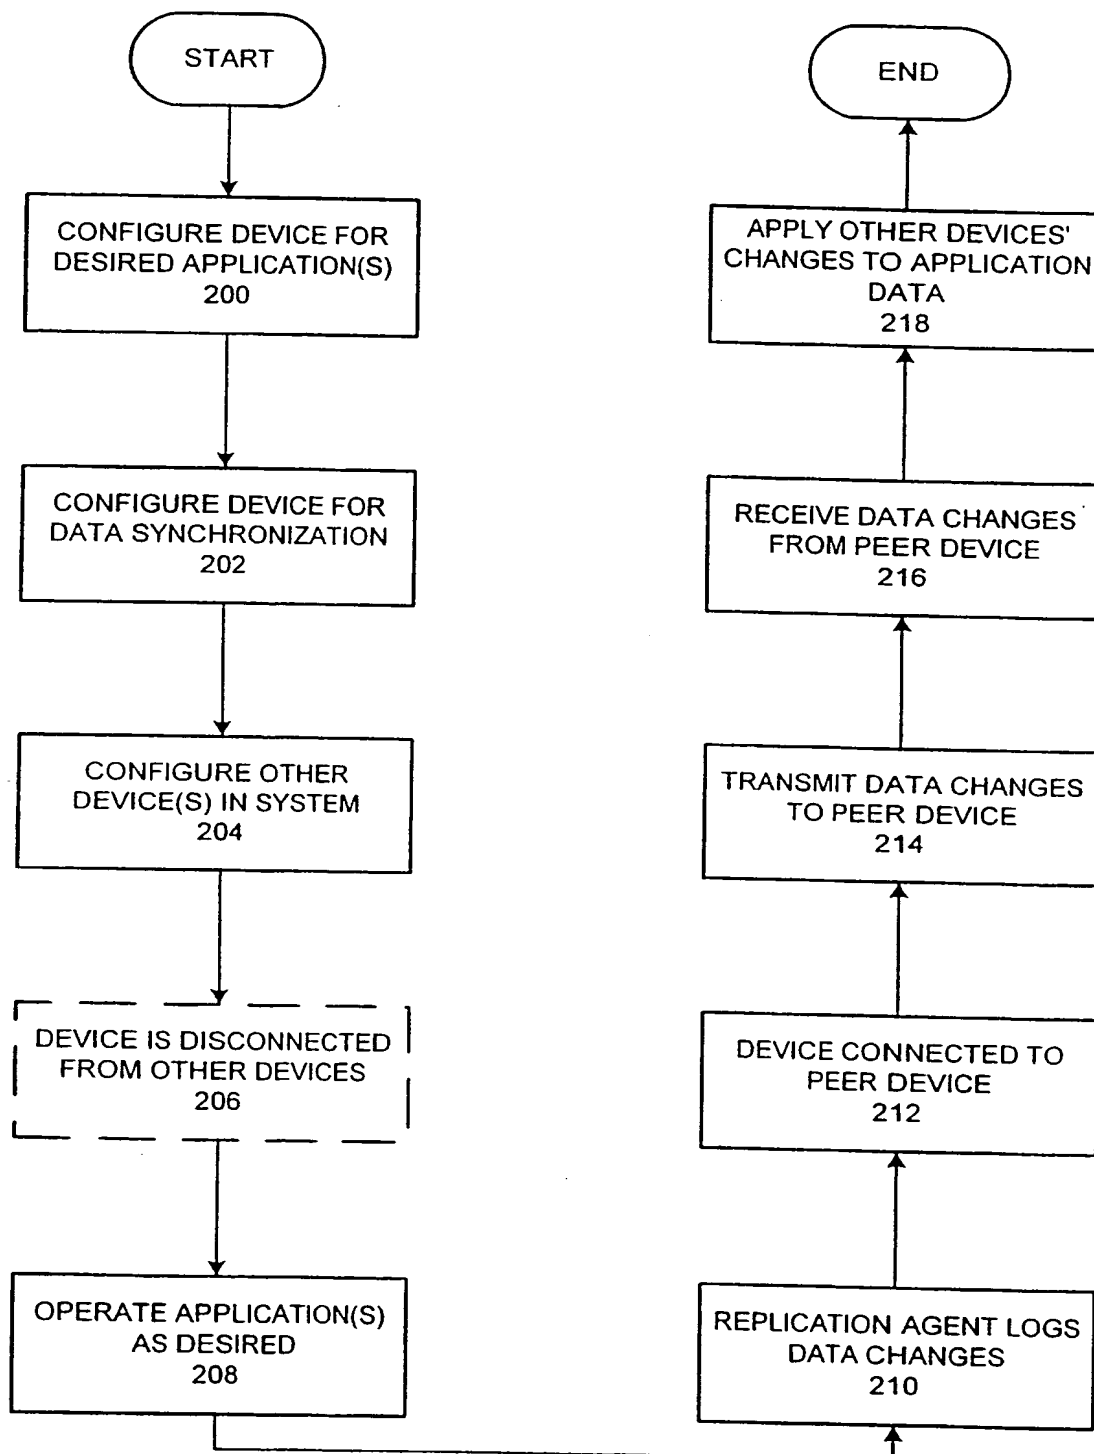 START
CONFIGURE DEVICE FOR
DESIRED APPLICATION(S)
200
CONFIGURE DEVICE FOR
DATA SYNCHRONIZATION
202
CONFIGURE OTHER
DEVICE(S) IN SYSTEM
204
DEVICE IS DISCONNECTED
FROM OTHER DEVICES
206
OPERATE APPLICATION(S)
AS DESIRED
208
REPLICATION AGENT LOGS
DATA CHANGES
210
DEVICE CONNECTED TO
PEER DEVICE
212
TRANSMIT DATA CHANGES
TO PEER DEVICE
214
RECEIVE DATA CHANGES
FROM PEER DEVICE
216
APPLY OTHER DEVICES'
CHANGES TO APPLICATION
DATA
218
END